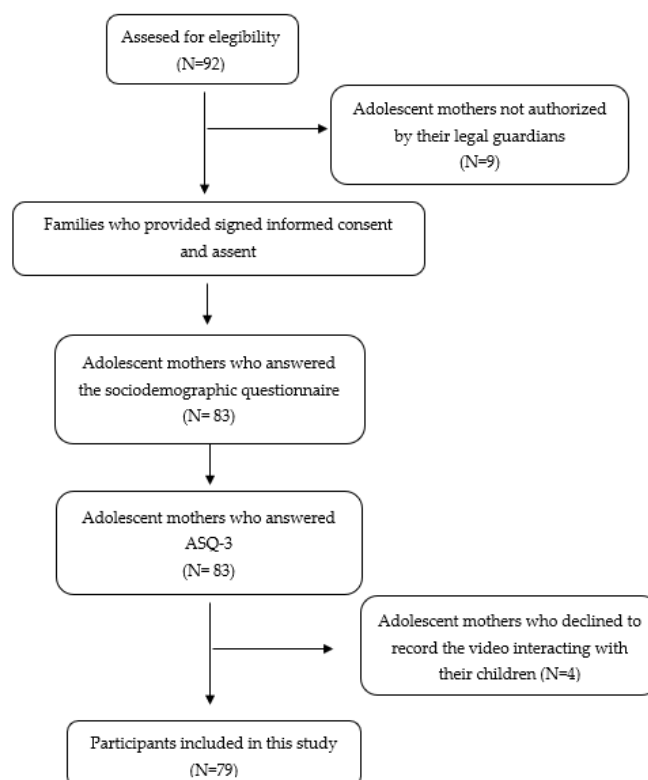 Assesed for elegibility
(N=92)
Adolescent mothers not authorized
by their legal guardians
(N=9)
Families who provided signed informed consent
and assent
Adolescent mothers who answered
the sociodemographic questionnaire
(N= 83)
Adolescent mothers who answered
ASQ-3
(N= 83)
Adolescent mothers who declined to
record the video interacting with
their children (N=4)
Participants included in this study
(N=79)